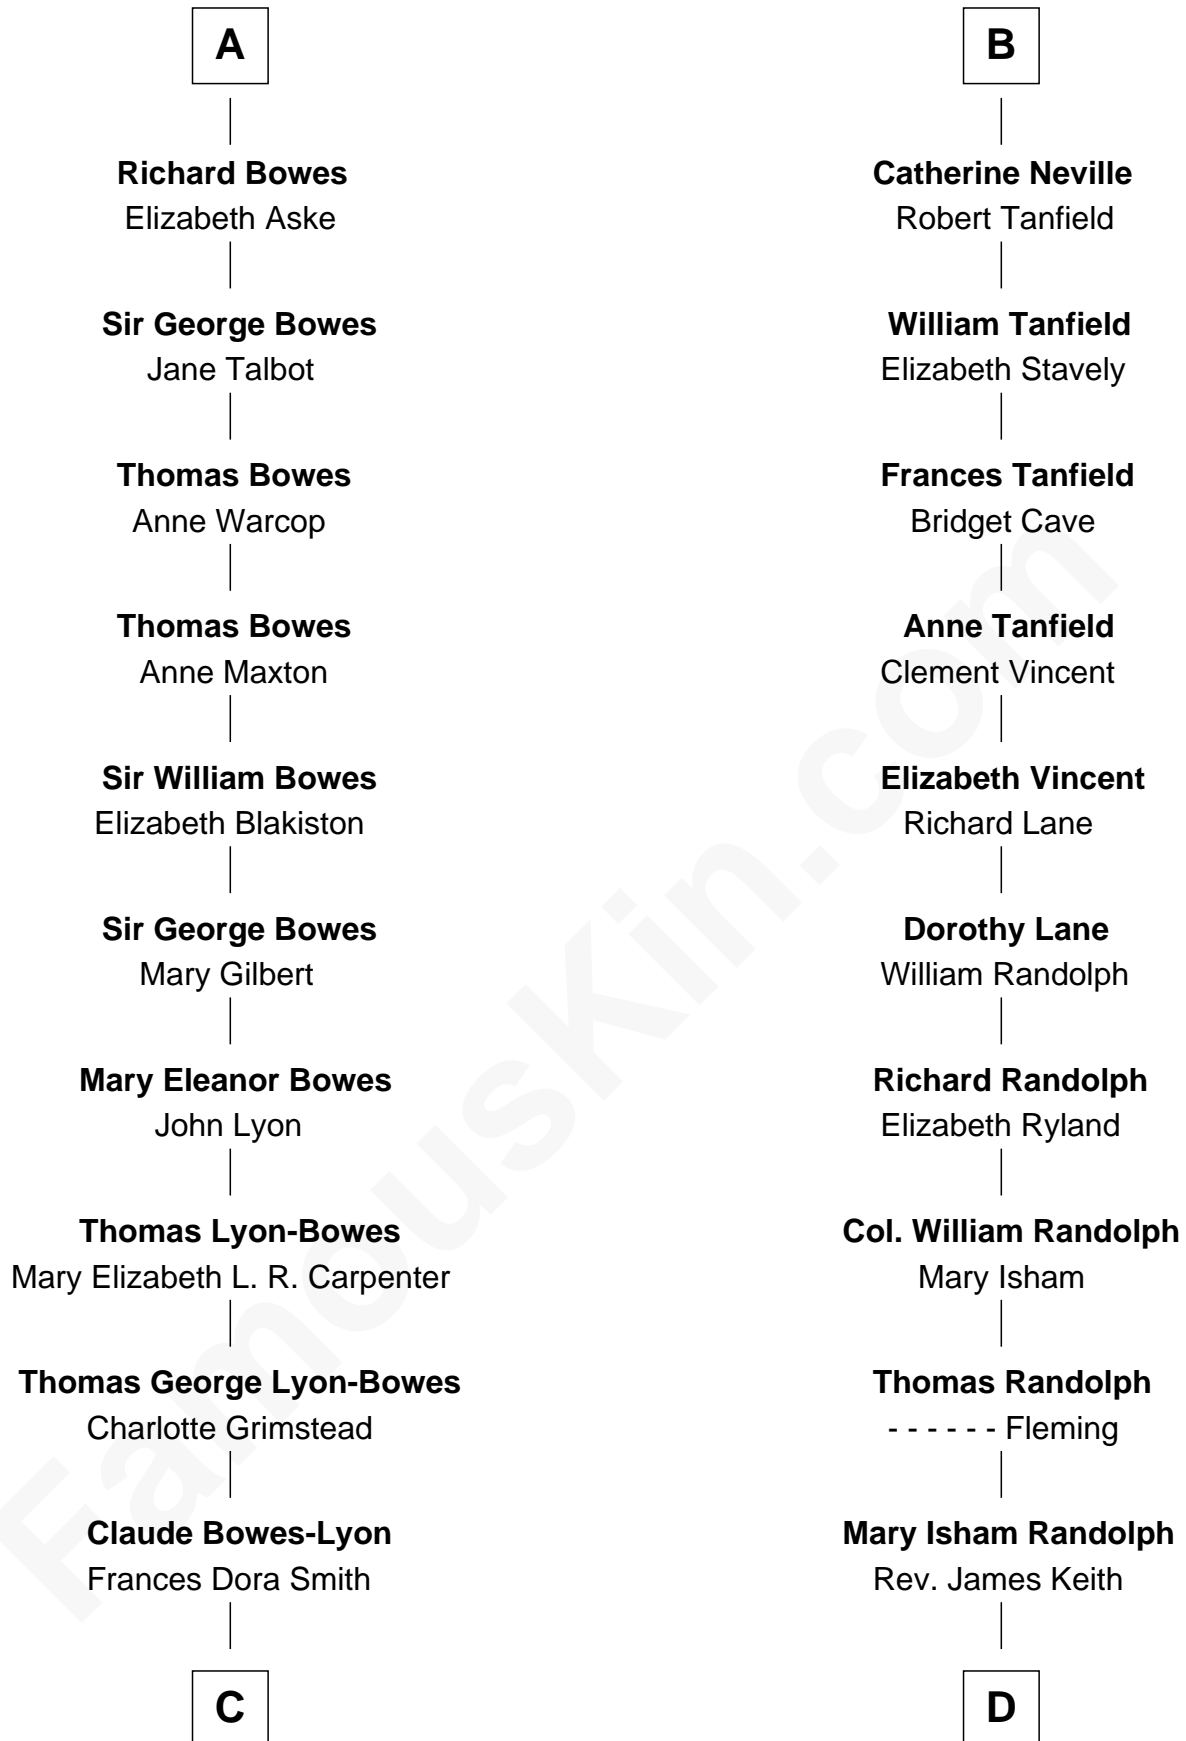 A
Richard Bowes
Elizabeth Aske
Sir George Bowes
Jane Talbot
Thomas Bowes
Anne Warcop
Thomas Bowes
Anne Maxton
Sir William Bowes
Elizabeth Blakiston
Sir George Bowes
Mary Gilbert
Mary Eleanor Bowes
John Lyon
Thomas Lyon-Bowes
Mary Elizabeth L. R. Carpenter
Thomas George Lyon-Bowes
Charlotte Grimstead
Claude Bowes-Lyon
Frances Dora Smith
C
B
Catherine Neville
Robert Tanfield
William Tanfield
Elizabeth Stavely
Frances Tanfield
Bridget Cave
Anne Tanfield
Clement Vincent
Elizabeth Vincent
Richard Lane
Dorothy Lane
William Randolph
Richard Randolph
Elizabeth Ryland
Col. William Randolph
Mary Isham
Thomas Randolph
- - - - - - Fleming
Mary Isham Randolph
Rev. James Keith
D
FamousKin.com